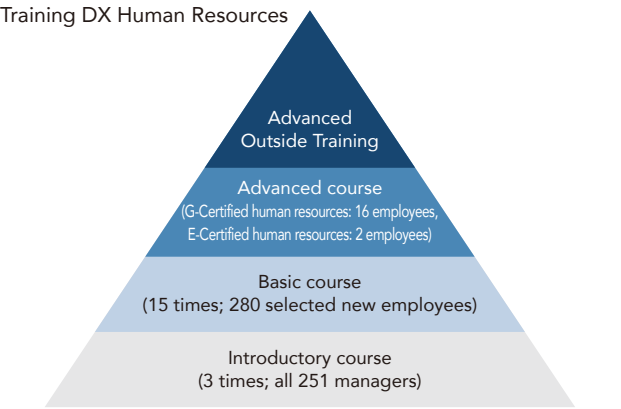 Training DX Human Resources
Advanced
Outside Training
Advanced course
(G-Certified human resources: 16 employees,
E-Certified human resources: 2 employees)
Basic course
(15 times; 280 selected new employees)
Introductory course
(3 times; all 251 managers)